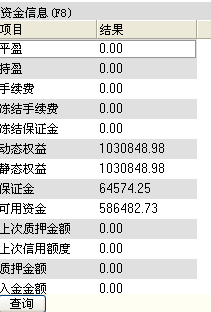 资金信息(F8)
项目 结果
平盈 0.00
持盈 0.00
手续费 0.00
冻结手续费 0.00
冻结保证金 0.00
动态权益 1030848.98
静态权益 1030848.98
保证金 64574.25
可用资金 586482.73
上次质押金额 0.00
上次信用额度 0.00
质押金额 0.00
入金金额 0.00
查询